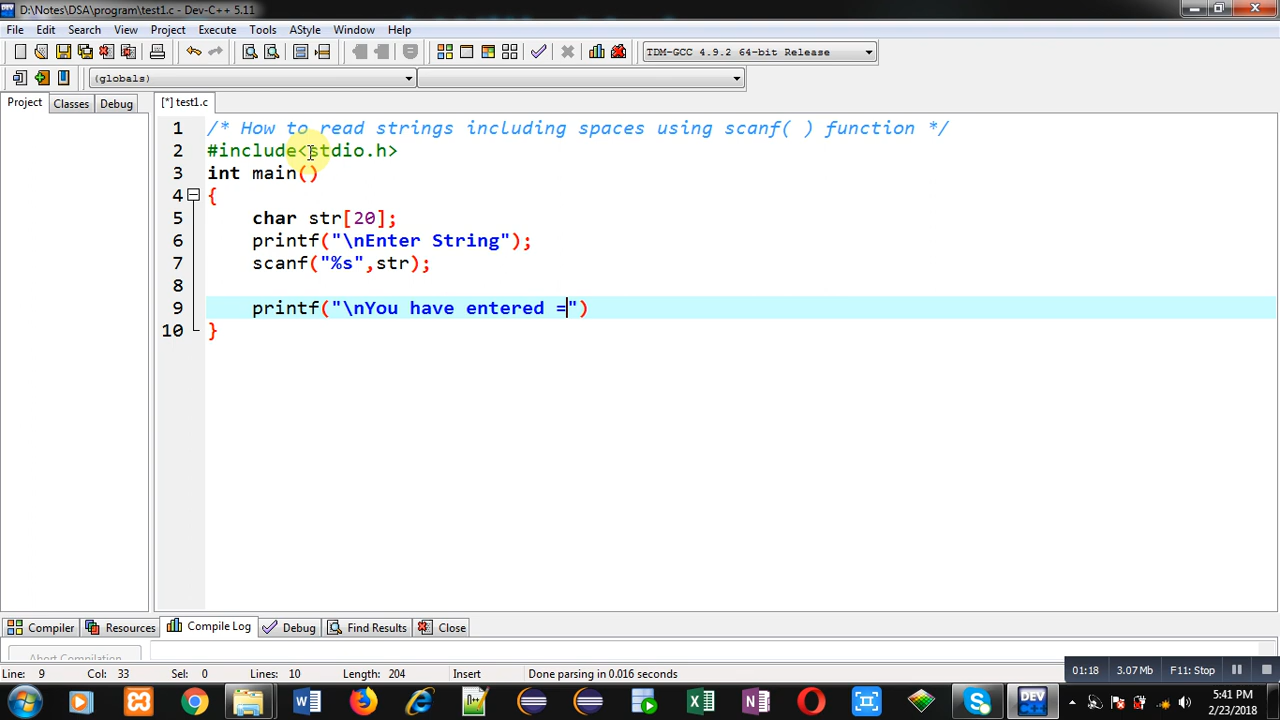 D:\Notes\DSA\program\test1.c - Dev-C++ 5.11
File Edit Search View Project Execute Tools AStyle Window Help
TDM-GCC 4.9.2 64-bit Release
(globals)
Project Classes Debug [*] test1.c
1 /* How to read strings including spaces using scanf( ) function */
2 #include<stdio.h>
3 int main()
4 {
5 char str[20];
6 printf("\nEnter String");
7 scanf("%s",str);
8
9 printf("\nYou have entered =")
10 }
Compiler Resources Compile Log Debug Find Results Close
Abort Compilation
Line: 9 Col: 33 Sel: 0 Lines: 10 Length: 204 Insert Done parsing in 0.016 seconds
01:18 3.07 Mb F11: Stop
5:41 PM
2/23/2018